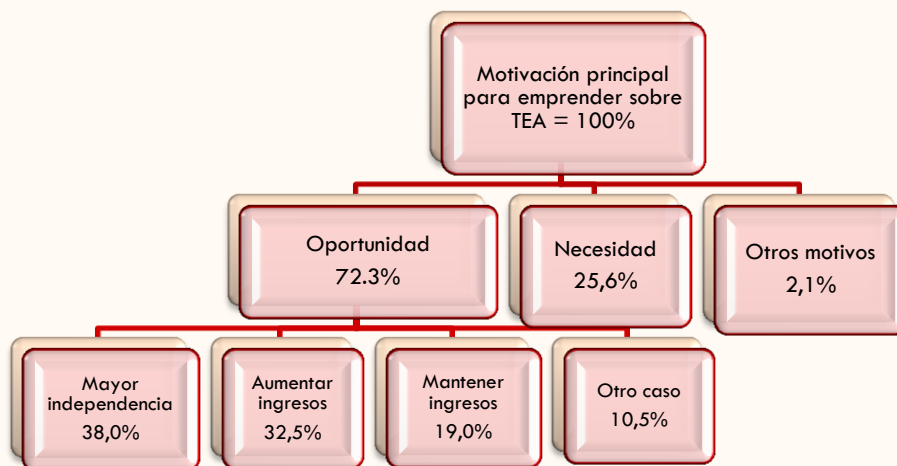 Motivación principal
para emprender sobre
TEA = 100%
Oportunidad
72.3%
Necesidad
25,6%
Otros motivos
2,1%
Mayor
independencia
38,0%
Aumentar
ingresos
32,5%
Mantener
ingresos
19,0%
Otro caso
10,5%